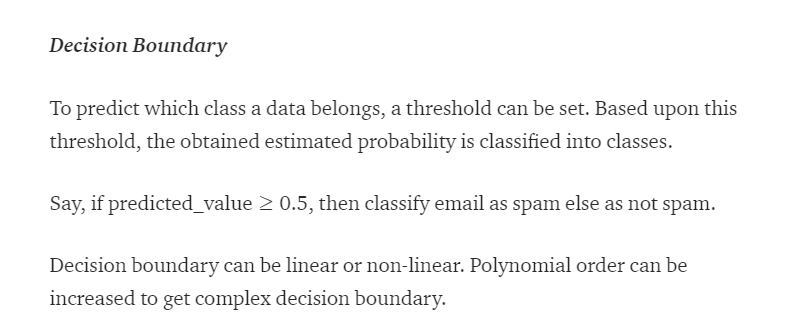 Decision Boundary
To predict which class a data belongs, a threshold can be set. Based upon this
threshold, the obtained estimated probability is classified into classes.
Say, if predicted_value ≥ 0.5, then classify email as spam else as not spam.
Decision boundary can be linear or non-linear. Polynomial order can be
increased to get complex decision boundary.